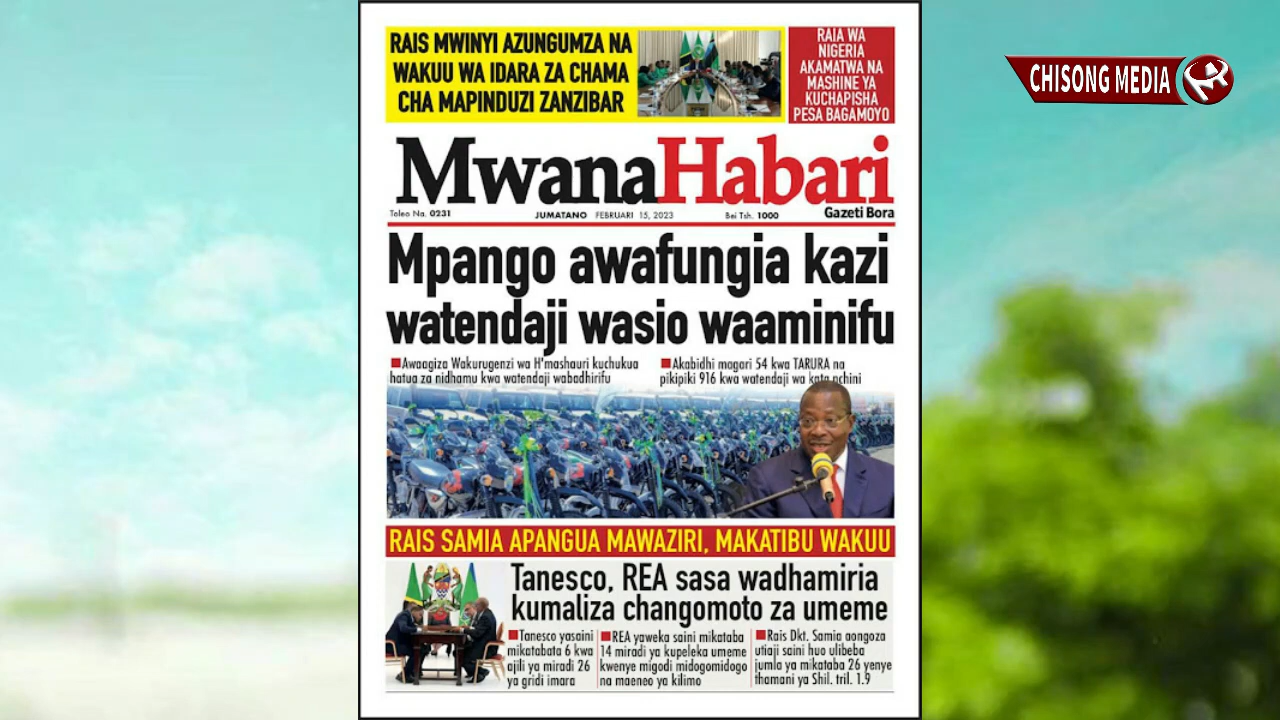 RAIS MWINYI AZUNGUMZA NA
WAKUU WA IDARA ZA CHAMA
CHA MAPINDUZI ZANZIBAR
RAIA WA
NIGERIA
AKAMATWA NA
MASHINE YA
KUCHAPISHA
PESA BAGAMOYO
CHISONG MEDIA
MwanaHabari
Toleo Na. 0231
JUMATANO FEBRUARI 15, 2023
Bei Tsh. 1000
Gazeti Bora
Mpango awafungia kazi
watendaji wasio waaminifu
Awaagiza Wakurugenzi wa H'mashauri kuchukua
hatua za nidhamu kwa watendaji wabadhirifu
Akabidhi magari 54 kwa TARURA na
pikipiki 916 kwa watendaji wa kata nchini
RAIS SAMIA APANGUA MAWAZIRI, MAKATIBU WAKUU
Tanesco, REA sasa wadhamiria
kumaliza changomoto za umeme
Tanesco yasaini
mikatabata 6 kwa
ajili ya miradi 26
ya gridi imara
REA yaweka saini mikataba
14 miradi ya kupeleka umeme
kwenye migodi midogomidogo
na maeneo ya kilimo
Rais Dkt. Samia aongoza
utiaji saini huo ulibeba
jumla ya mikataba 26 yenye
thamani ya Shil. tril. 1.9